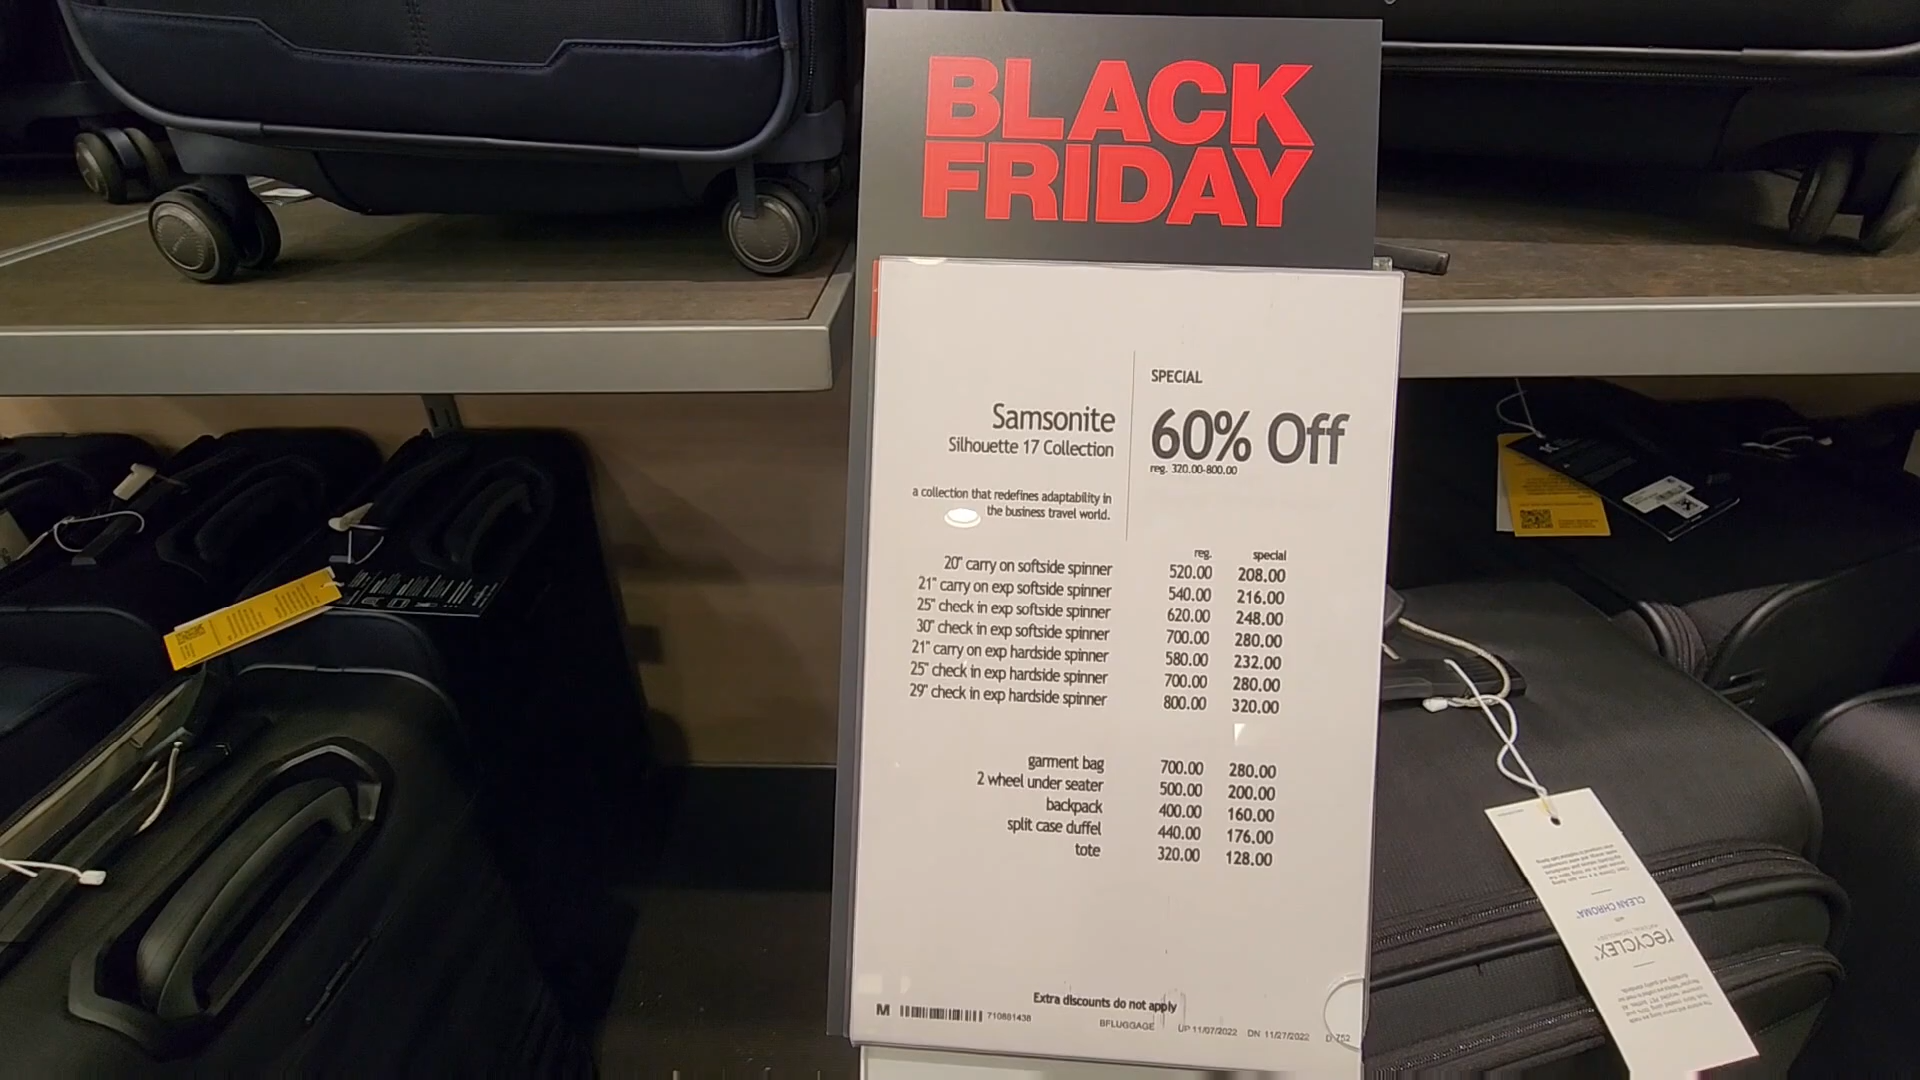 BLACK
FRIDAY
SPECIAL
Samsonite
Silhouette 17 Collection
60% Off
reg. 320.00-800.00
a collection that redefines adaptability in
the business travel world.
reg. special
20" carry on softside spinner 520.00 208.00
21" carry on exp softside spinner 540.00 216.00
25" check in exp softside spinner 620.00 248.00
30" check in exp softside spinner 700.00 280.00
21" carry on exp hardside spinner 580.00 232.00
25" check in exp hardside spinner 700.00 280.00
29" check in exp hardside spinner 800.00 320.00
garment bag 700.00 280.00
2 wheel under seater 500.00 200.00
backpack 400.00 160.00
split case duffel 440.00 176.00
tote 320.00 128.00
Extra discounts do not apply
M 710881438 BFLUGGAGE UP 11/07/2022 DN 11/27/2022 D 752
recyclex
MATERIAL TECHNOLOGY
with
CLEAN CHROMA